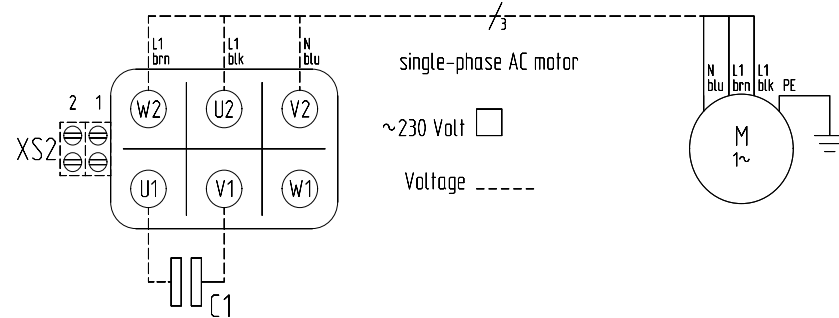 3
L1 L1 N
brn blk blu
single-phase AC motor
N L1 L1
blu brn blk PE
2 1
W2 U2 V2
~230 Volt
M
1~
XS2
U1 V1 W1
Voltage
C1